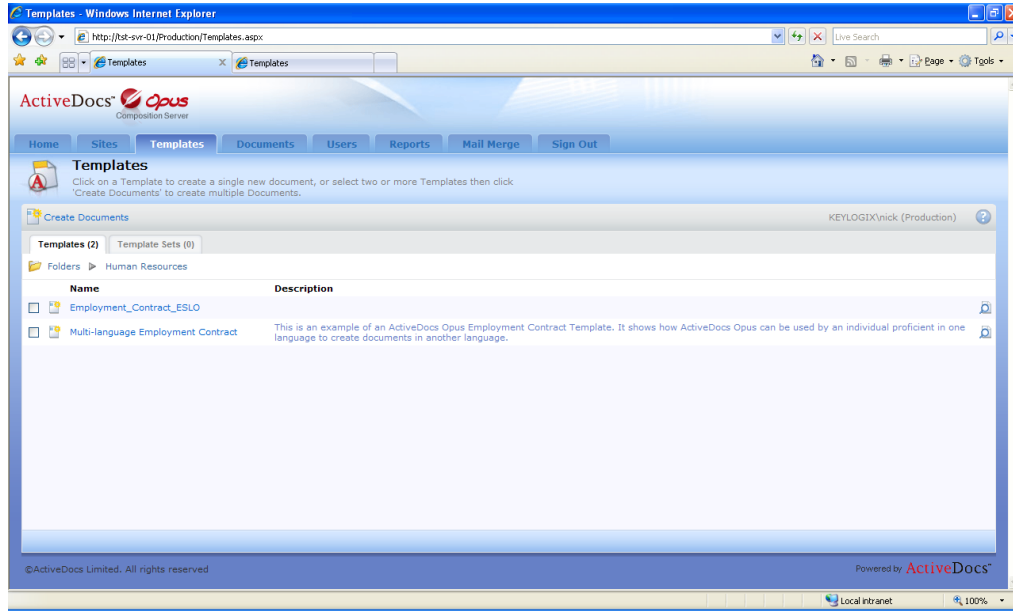 Templates - Windows Internet Explorer
http://tst-svr-01/Production/Templates.aspx
Live Search
Templates
Templates
Page
Tools
ActiveDocs Opus
Composition Server
Home Sites Templates Documents Users Reports Mail Merge Sign Out
Templates
Click on a Template to create a single new document, or select two or more Templates then click
'Create Documents' to create multiple Documents.
Create Documents
KEYLOGIX\nick (Production)
Templates (2) Template Sets (0)
Folders Human Resources
Name Description
Employment_Contract_ESLO
Multi-language Employment Contract
This is an example of an ActiveDocs Opus Employment Contract Template. It shows how ActiveDocs Opus can be used by an individual proficient in one
language to create documents in another language.
©ActiveDocs Limited. All rights reserved
Powered by ActiveDocs™
Local intranet
100%